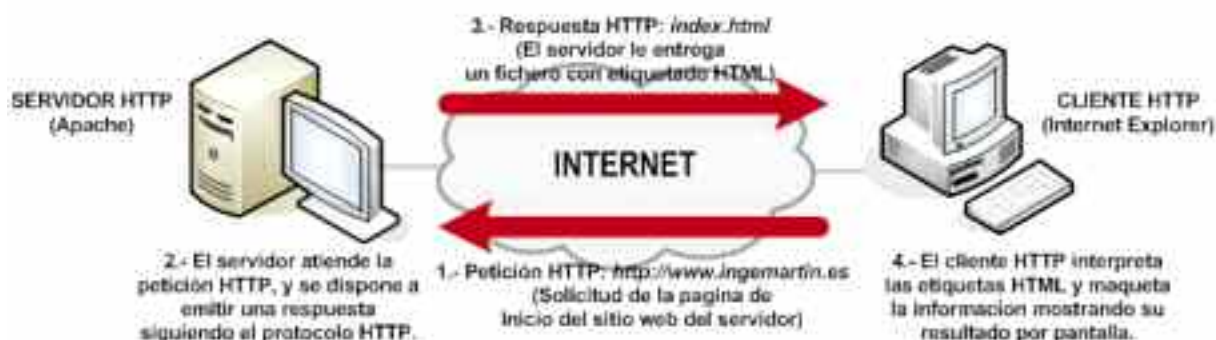 3.- Respuesta HTTP: index.html
(El servidor le entrega
un fichero con etiquetado HTML)
SERVIDOR HTTP
(Apache)
CLIENTE HTTP
(Internet Explorer)
INTERNET
2.- El servidor atiende la
petición HTTP, y se dispone a
emitir una respuesta
siguiendo el protocolo HTTP.
1.- Petición HTTP: http://www.ingemartin.es
(Solicitud de la pagina de
Inicio del sitio web del servidor)
4.- El cliente HTTP interpreta
las etiquetas HTML y maqueta
la informacion mostrando su
resultado por pantalla.